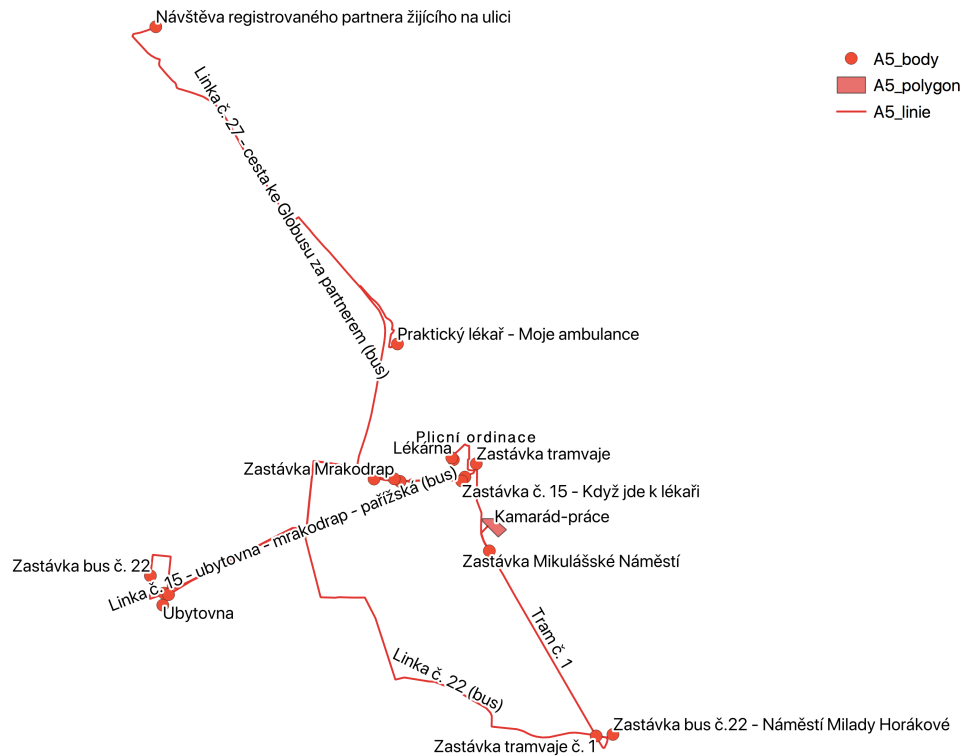 Návštěva registrovaného partnera žijícího na ulici
A5_body
A5_polygon
A5_linie
Linka č. 27 - cesta ke Globusu za partnerem (bus)
Praktický lékař - Moje ambulance
Plicní ordinace
Lékárna
Zastávka tramvaje
Zastávka Mrakodrap
Zastávka č. 15 - Když jde k lékaři
Kamarád-práce
Linka č. 15 - ubytovna - mrakodrap - pařížská (bus)
Zastávka Mikulášské Náměstí
Zastávka bus č. 22
Ubytovna
Tram č. 1
Linka č. 22 (bus)
Zastávka bus č.22 - Náměstí Milady Horákové
Zastávka tramvaje č. 1